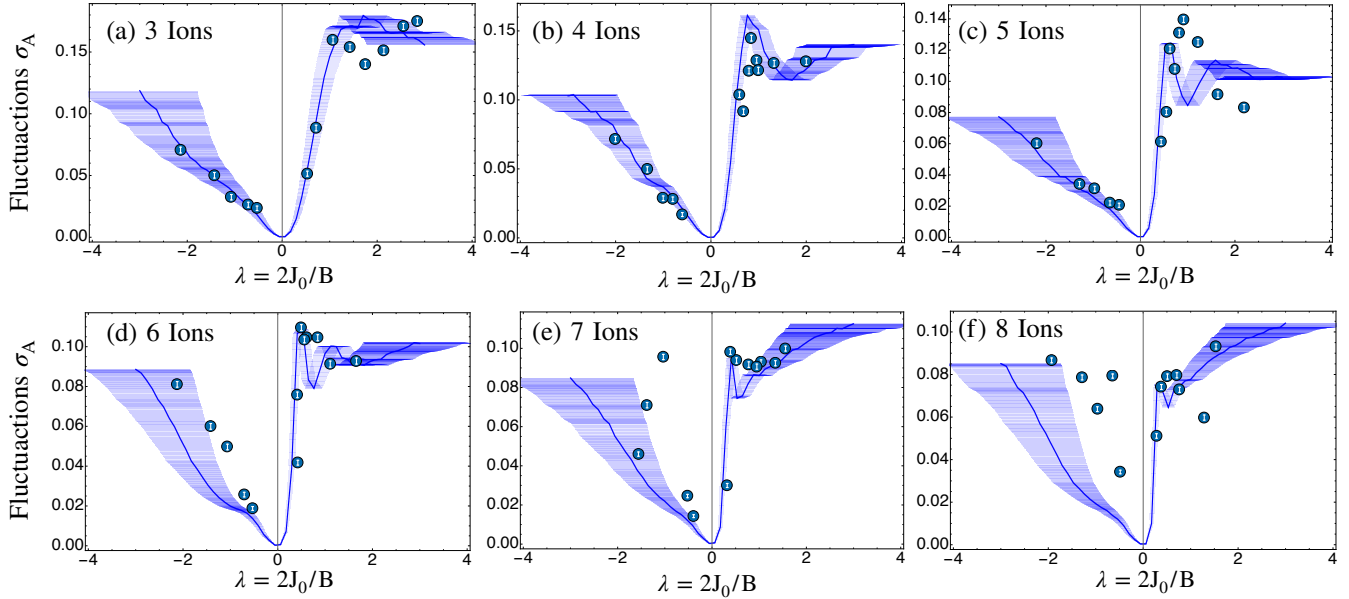 (a) 3 Ions
(b) 4 Ions
(c) 5 Ions
Fluctuactions σA
0.15
0.10
0.05
0.00
0.15
0.10
0.05
0.00
0.14
0.12
0.10
0.08
0.06
0.04
0.02
0.00
−4 −2 0 2 4
−4 −2 0 2 4
−4 −2 0 2 4
λ = 2J0/B
λ = 2J0/B
λ = 2J0/B
(d) 6 Ions
(e) 7 Ions
(f) 8 Ions
Fluctuactions σA
0.10
0.08
0.06
0.04
0.02
0.00
0.10
0.08
0.06
0.04
0.02
0.00
0.10
0.08
0.06
0.04
0.02
0.00
−4 −2 0 2 4
−4 −2 0 2 4
−4 −2 0 2 4
λ = 2J0/B
λ = 2J0/B
λ = 2J0/B